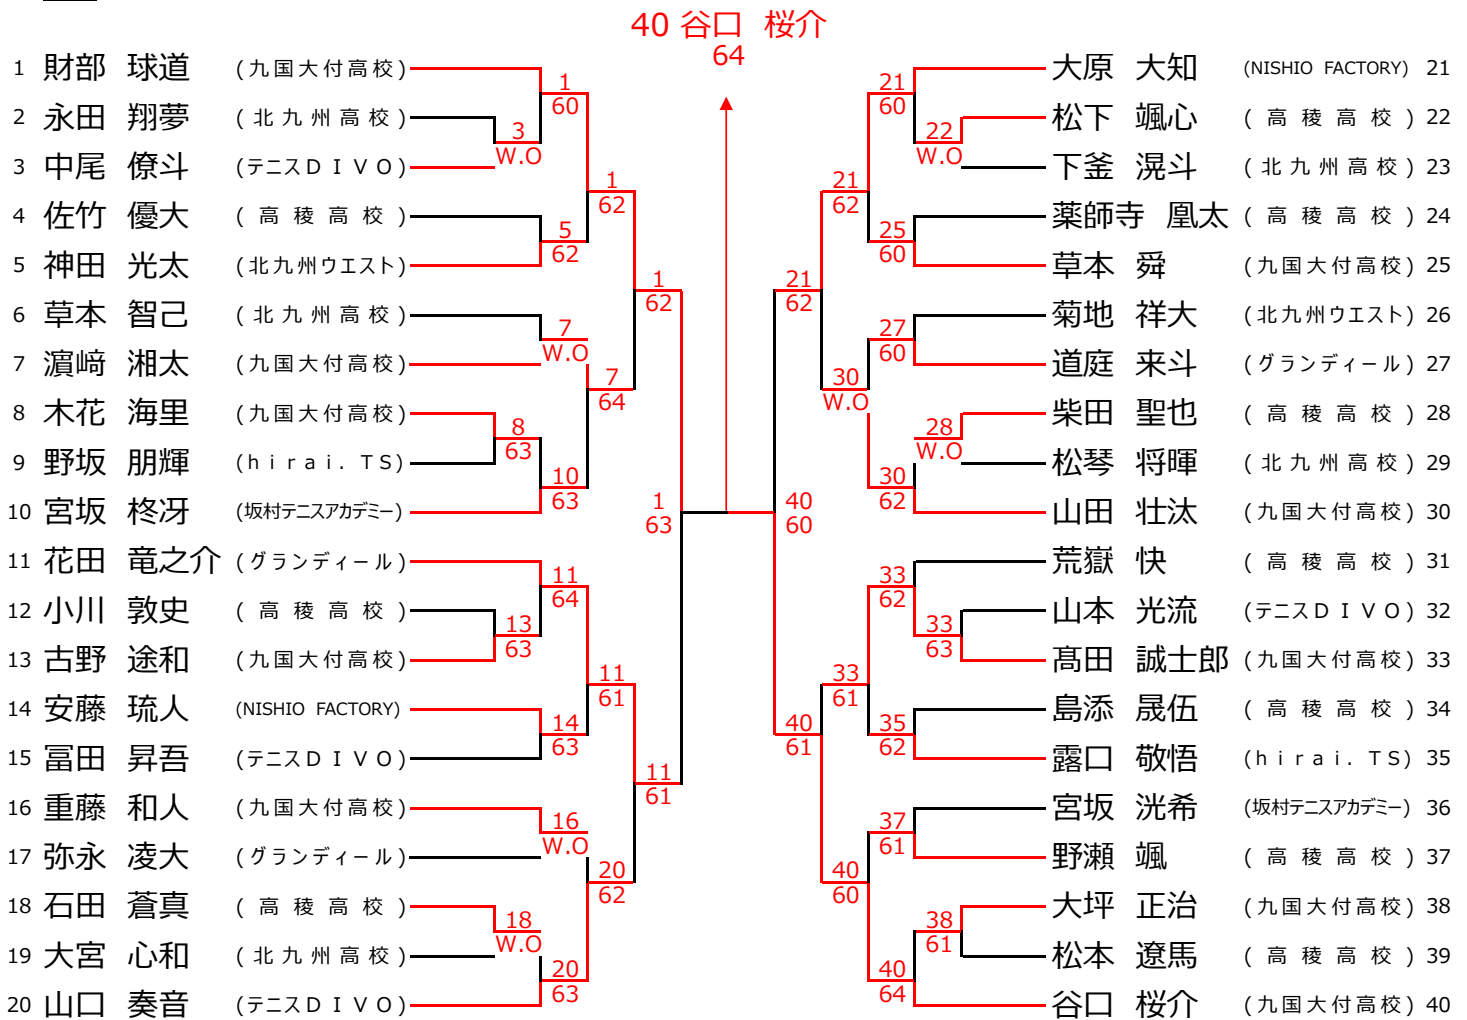 40 谷口 桜介
64
1 財部 球道 (九国大付高校)
2 永田 翔夢 (北九州高校)
3 中尾 僚斗 (テニスＤＩＶＯ)
4 佐竹 優大 (高稜高校)
5 神田 光太 (北九州ウエスト)
6 草本 智己 (北九州高校)
7 濵﨑 湘太 (九国大付高校)
8 木花 海里 (九国大付高校)
9 野坂 朋輝 (hirai. TS)
10 宮坂 柊冴 (坂村テニスアカデミー)
11 花田 竜之介 (グランディール)
12 小川 敦史 (高稜高校)
13 古野 途和 (九国大付高校)
14 安藤 琉人 (NISHIO FACTORY)
15 冨田 昇吾 (テニスＤＩＶＯ)
16 重藤 和人 (九国大付高校)
17 弥永 凌大 (グランディール)
18 石田 蒼真 (高稜高校)
19 大宮 心和 (北九州高校)
20 山口 奏音 (テニスＤＩＶＯ)
3
W.O
8
63
13
63
18
W.O
1
60
5
62
7
W.O
10
63
11
64
14
63
16
W.O
20
63
1
62
7
64
11
61
20
62
1
62
11
61
1
63
40
60
21
62
40
61
21
62
30
W.O
33
61
40
60
21
60
25
60
27
60
30
62
33
62
35
62
37
61
40
64
22
W.O
28
W.O
33
63
38
61
大原 大知 (NISHIO FACTORY) 21
松下 颯心 (高稜高校) 22
下釜 滉斗 (北九州高校) 23
薬師寺 凰太 (高稜高校) 24
草本 舜 (九国大付高校) 25
菊地 祥大 (北九州ウエスト) 26
道庭 来斗 (グランディール) 27
柴田 聖也 (高稜高校) 28
松琴 将暉 (北九州高校) 29
山田 壮汰 (九国大付高校) 30
荒嶽 快 (高稜高校) 31
山本 光流 (テニスＤＩＶＯ) 32
髙田 誠士郎 (九国大付高校) 33
島添 晟伍 (高稜高校) 34
露口 敬悟 (hirai. TS) 35
宮坂 洸希 (坂村テニスアカデミー) 36
野瀬 颯 (高稜高校) 37
大坪 正治 (九国大付高校) 38
松本 遼馬 (高稜高校) 39
谷口 桜介 (九国大付高校) 40